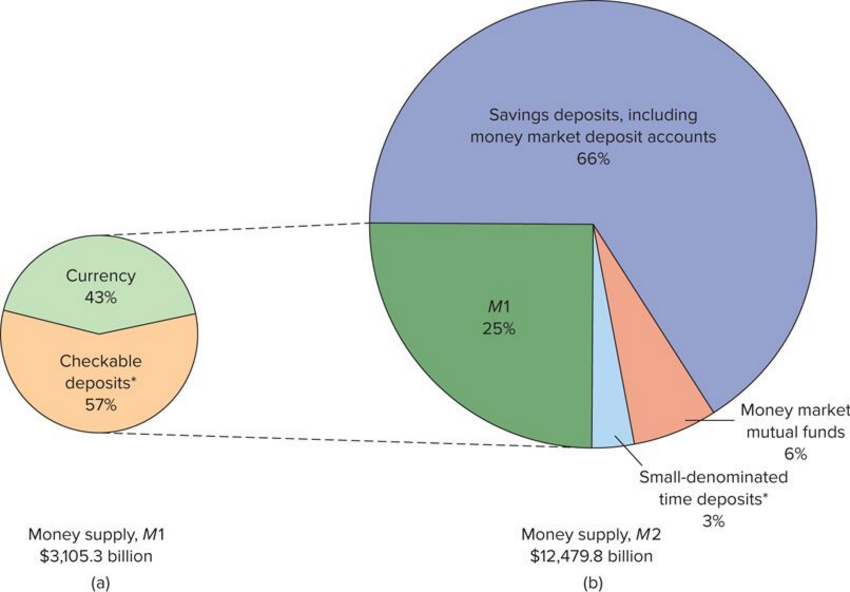 Savings deposits, including
money market deposit accounts
66%
Currency
43%
Checkable
deposits*
57%
M1
25%
Money market
mutual funds
6%
Small-denominated
time deposits*
3%
Money supply, M1
$3,105.3 billion
(a)
Money supply, M2
$12,479.8 billion
(b)